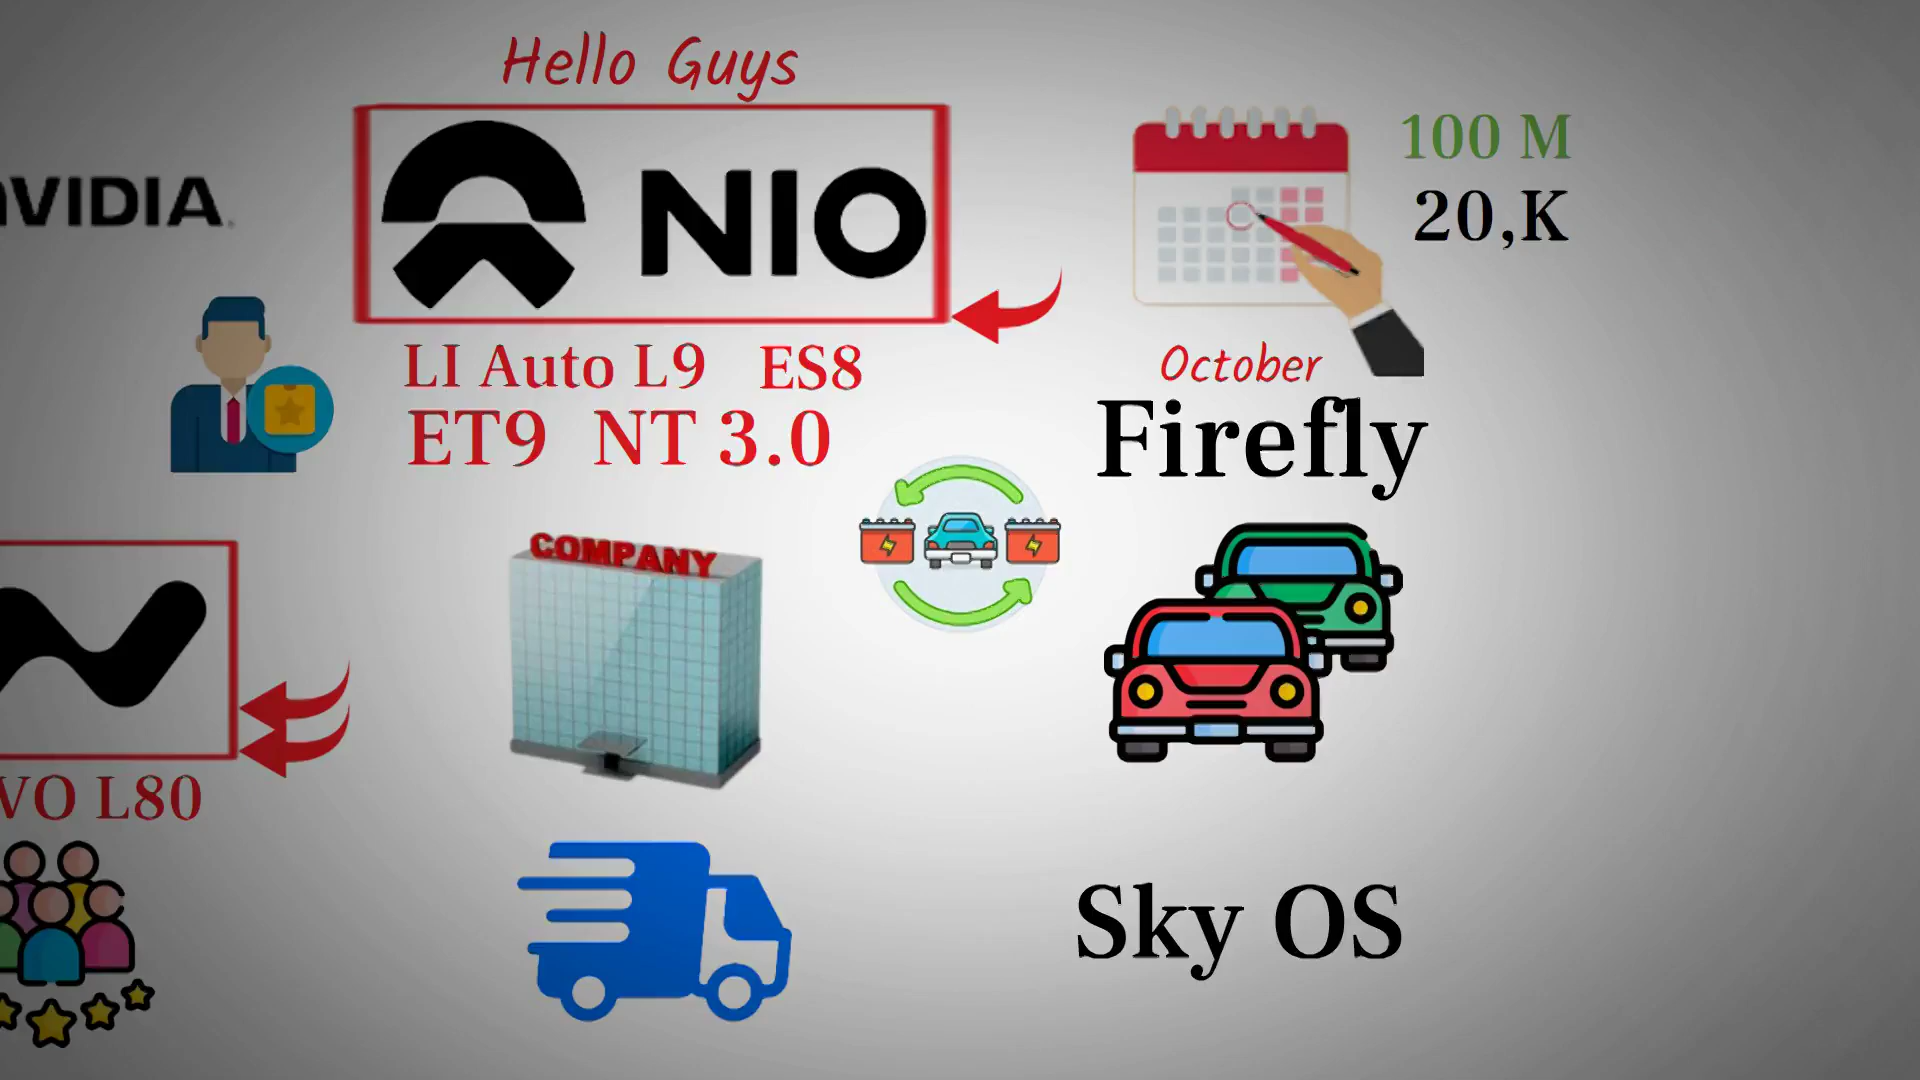 Hello Guys
NVIDIA
NIO
100 M
20,K
LI Auto L9 ES8
ET9 NT 3.0
October
Firefly
COMPANY
VO L80
Sky OS